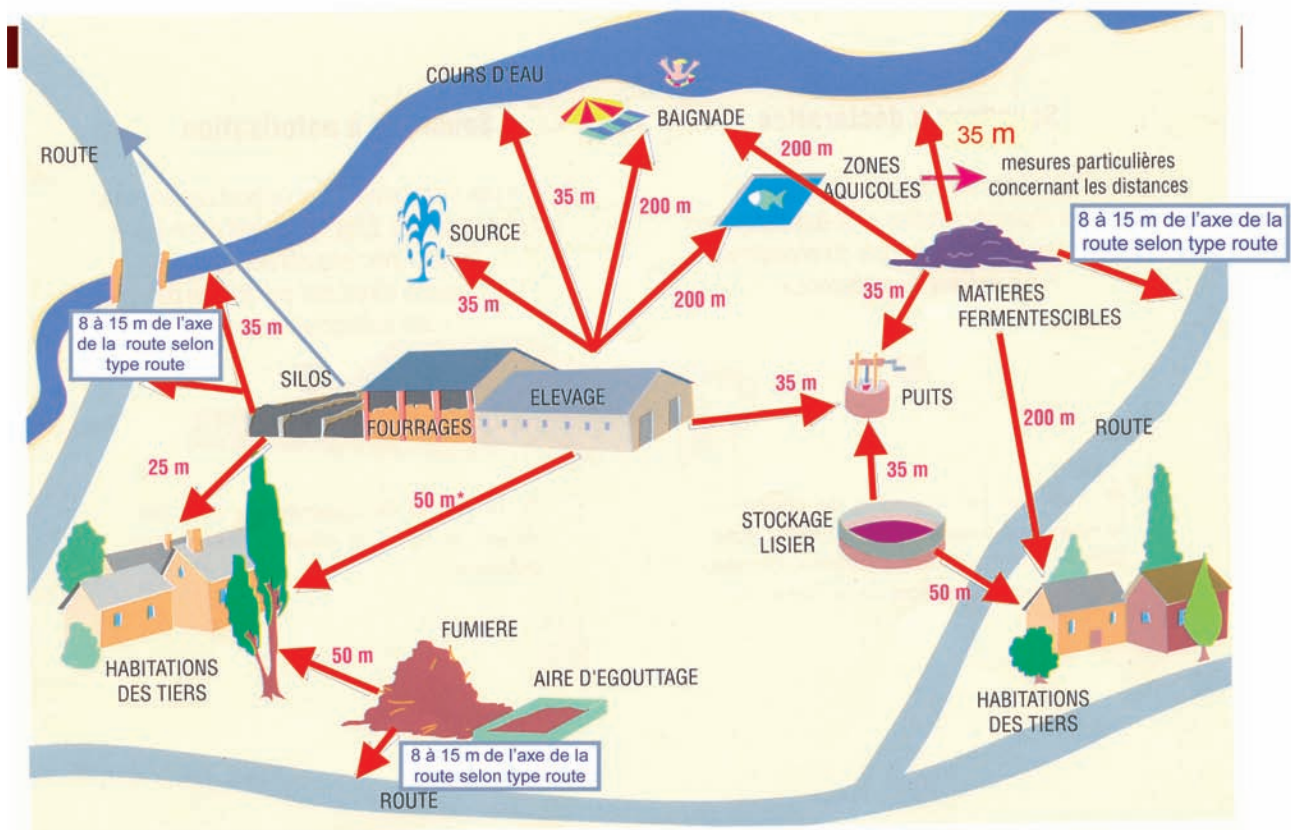 COURS D'EAU
BAIGNADE
35 m
200 m
ZONES
AQUICOLES
mesures particulières
concernant les distances
ROUTE
35 m
200 m
SOURCE
8 à 15 m de l'axe de la
route selon type route
35 m
200 m
35 m
MATIERES
FERMENTESCIBLES
8 à 15 m de l'axe
de la route selon
type route
35 m
SILOS
FOURRAGES
ELEVAGE
35 m
PUITS
200 m
ROUTE
25 m
50 m*
35 m
STOCKAGE
LISIER
50 m
HABITATIONS
DES TIERS
50 m
FUMIERE
AIRE D'EGOUTTAGE
HABITATIONS
DES TIERS
8 à 15 m de l'axe de la
route selon type route
ROUTE